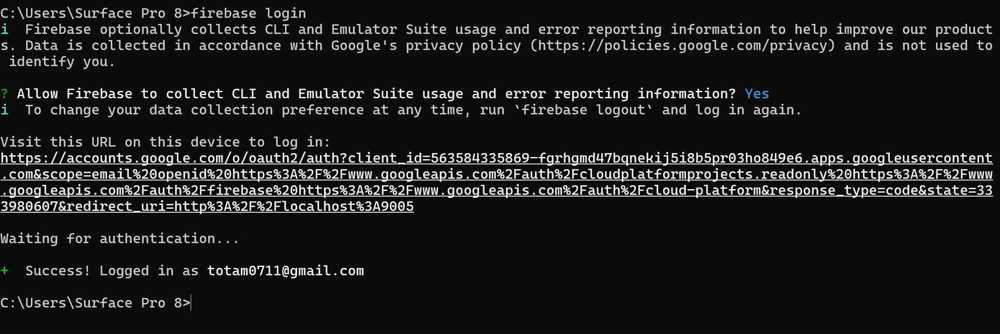 C:\Users\Surface Pro 8>firebase login
i  Firebase optionally collects CLI and Emulator Suite usage and error reporting information to help improve our product
s. Data is collected in accordance with Google's privacy policy (https://policies.google.com/privacy) and is not used to
 identify you.

? Allow Firebase to collect CLI and Emulator Suite usage and error reporting information? Yes
i  To change your data collection preference at any time, run `firebase logout` and log in again.

Visit this URL on this device to log in:
https://accounts.google.com/o/oauth2/auth?client_id=563584335869-fgrhgmd47bqnekij5i8b5pr03ho849e6.apps.googleusercontent
.com&scope=email%20openid%20https%3A%2F%2Fwww.googleapis.com%2Fauth%2Fcloudplatformprojects.readonly%20https%3A%2F%2Fwww
.googleapis.com%2Fauth%2Ffirebase%20https%3A%2F%2Fwww.googleapis.com%2Fauth%2Fcloud-platform&response_type=code&state=33
3980607&redirect_uri=http%3A%2F%2Flocalhost%3A9005

Waiting for authentication...

+  Success! Logged in as totam0711@gmail.com

C:\Users\Surface Pro 8>